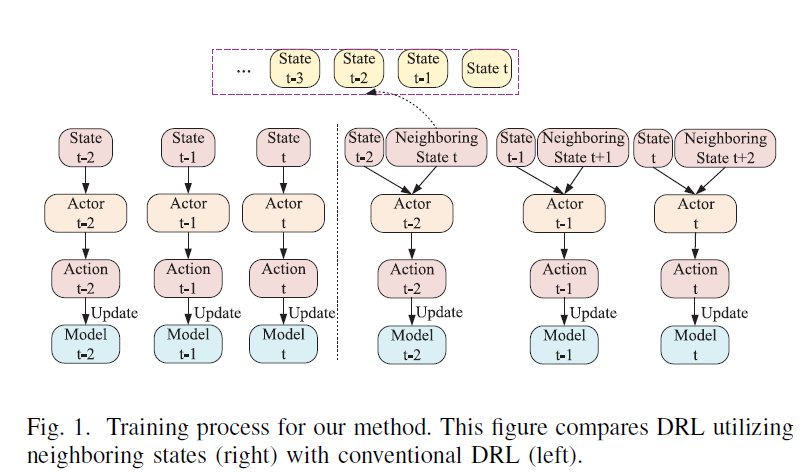 ... State t-3 State t-2 State t-1 State t
State t-2 State t-1 State t State t-2 Neighboring State t State t-1 Neighboring State t+1 State t Neighboring State t+2
Actor t-2 Actor t-1 Actor t Actor t-2 Actor t-1 Actor t
Action t-2 Action t-1 Action t Action t-2 Action t-1 Action t
Update Update Update Update Update Update
Model t-2 Model t-1 Model t Model t-2 Model t-1 Model t
Fig. 1. Training process for our method. This figure compares DRL utilizing
neighboring states (right) with conventional DRL (left).